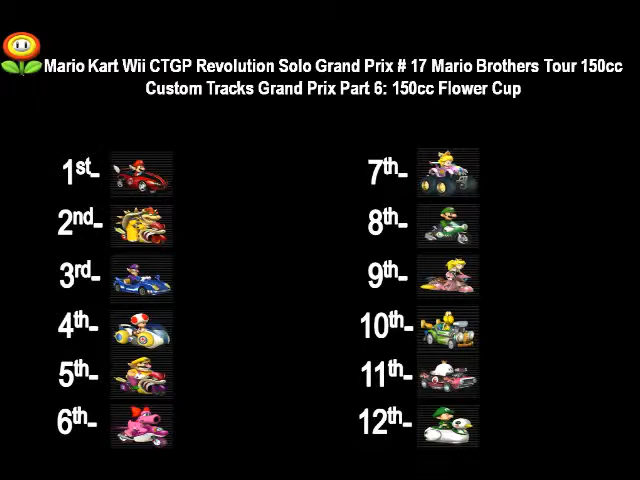 Mario Kart Wii CTGP Revolution Solo Grand Prix # 17 Mario Brothers Tour 150cc
Custom Tracks Grand Prix Part 6: 150cc Flower Cup
1st-
2nd-
3rd-
4th-
5th-
6th-
7th-
8th-
9th-
10th-
11th-
12th-